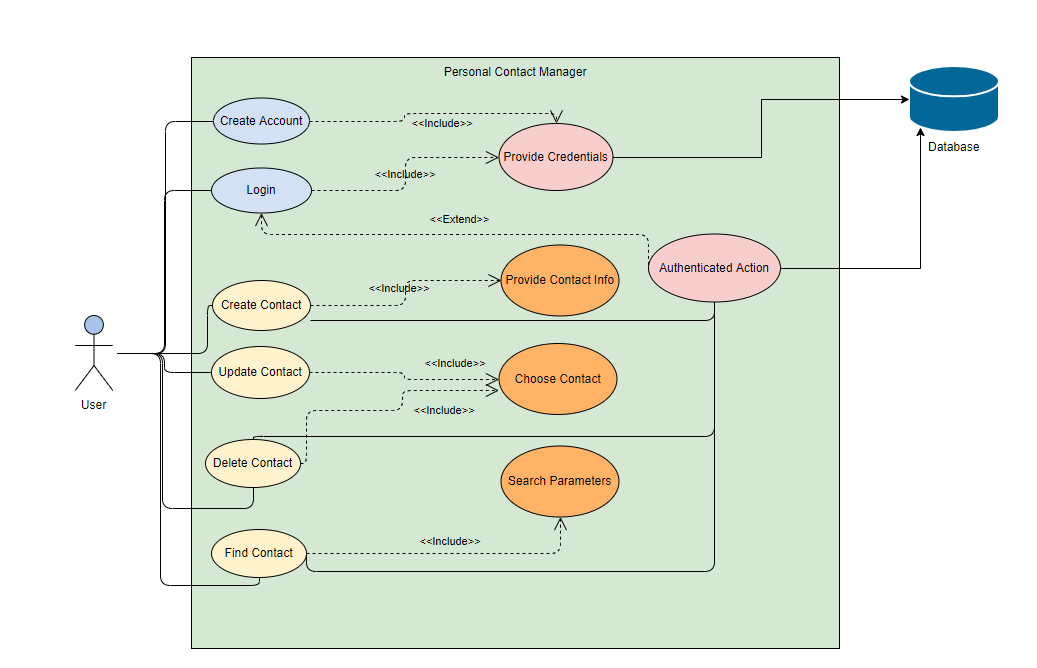 Personal Contact Manager
Create Account
<<Include>>
Provide Credentials
Database
Login
<<Include>>
<<Extend>>
Authenticated Action
Create Contact
<<Include>>
Provide Contact Info
User
Update Contact
<<Include>>
Choose Contact
<<Include>>
Delete Contact
Search Parameters
Find Contact
<<Include>>